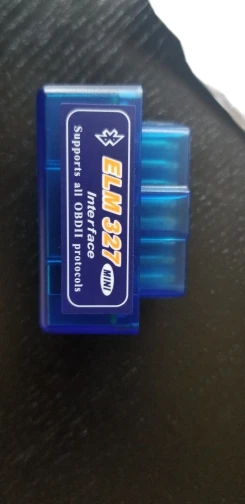 ELM 327
MINI
Interface
Supports all OBDII protocols